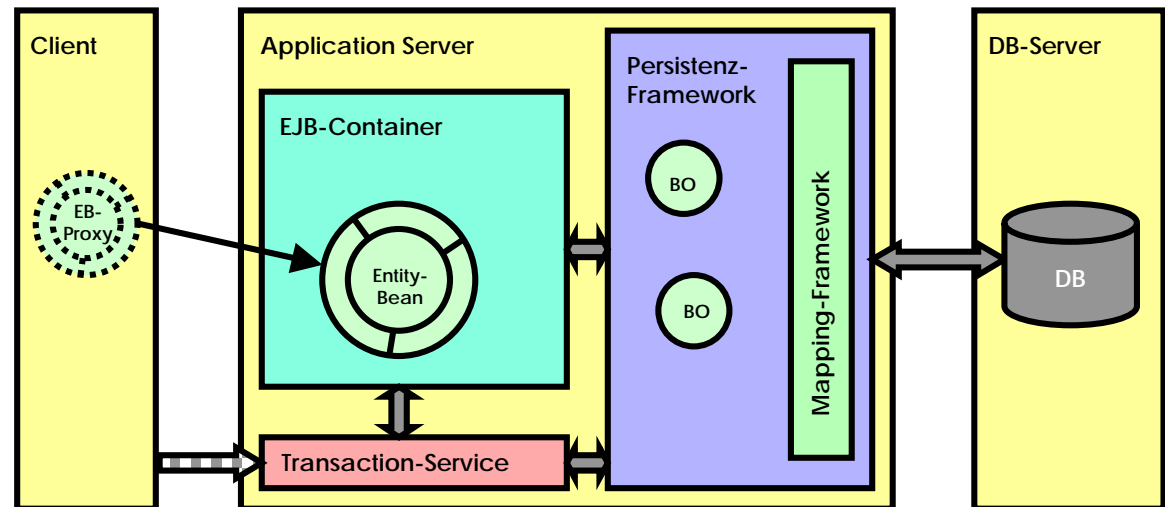 Client
EB-
Proxy
Application Server
EJB-Container
Entity-
Bean
Transaction-Service
Persistenz-
Framework
BO
BO
Mapping-Framework
DB-Server
DB